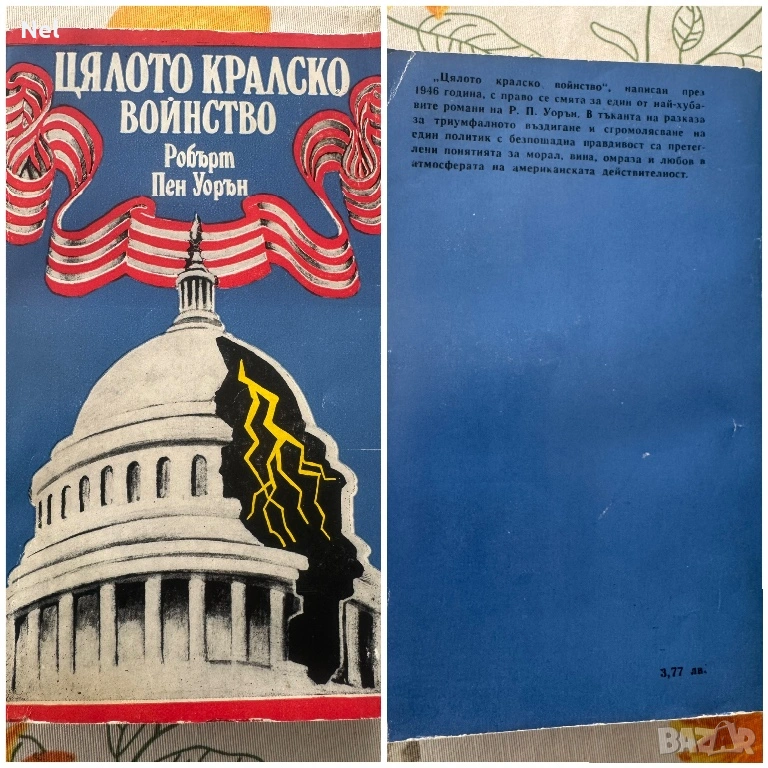 Nel
ЦЯЛОТО КРАЛСКО
ВОЙНСТВО
Робърт
Пен Уорън
„Цялото кралско войнство“, написан през
1946 година, с право се смята за един от най-хуба-
вите романи на Р. П. Уорън. В тъканта на разказа
за триумфалното въздигане и сгромолясване на
един политик с безпощадна правдивост са претег-
лени понятията за морал, вина, омраза и любов в
атмосферата на американската действителност.
3,77 лв.
BAZAR